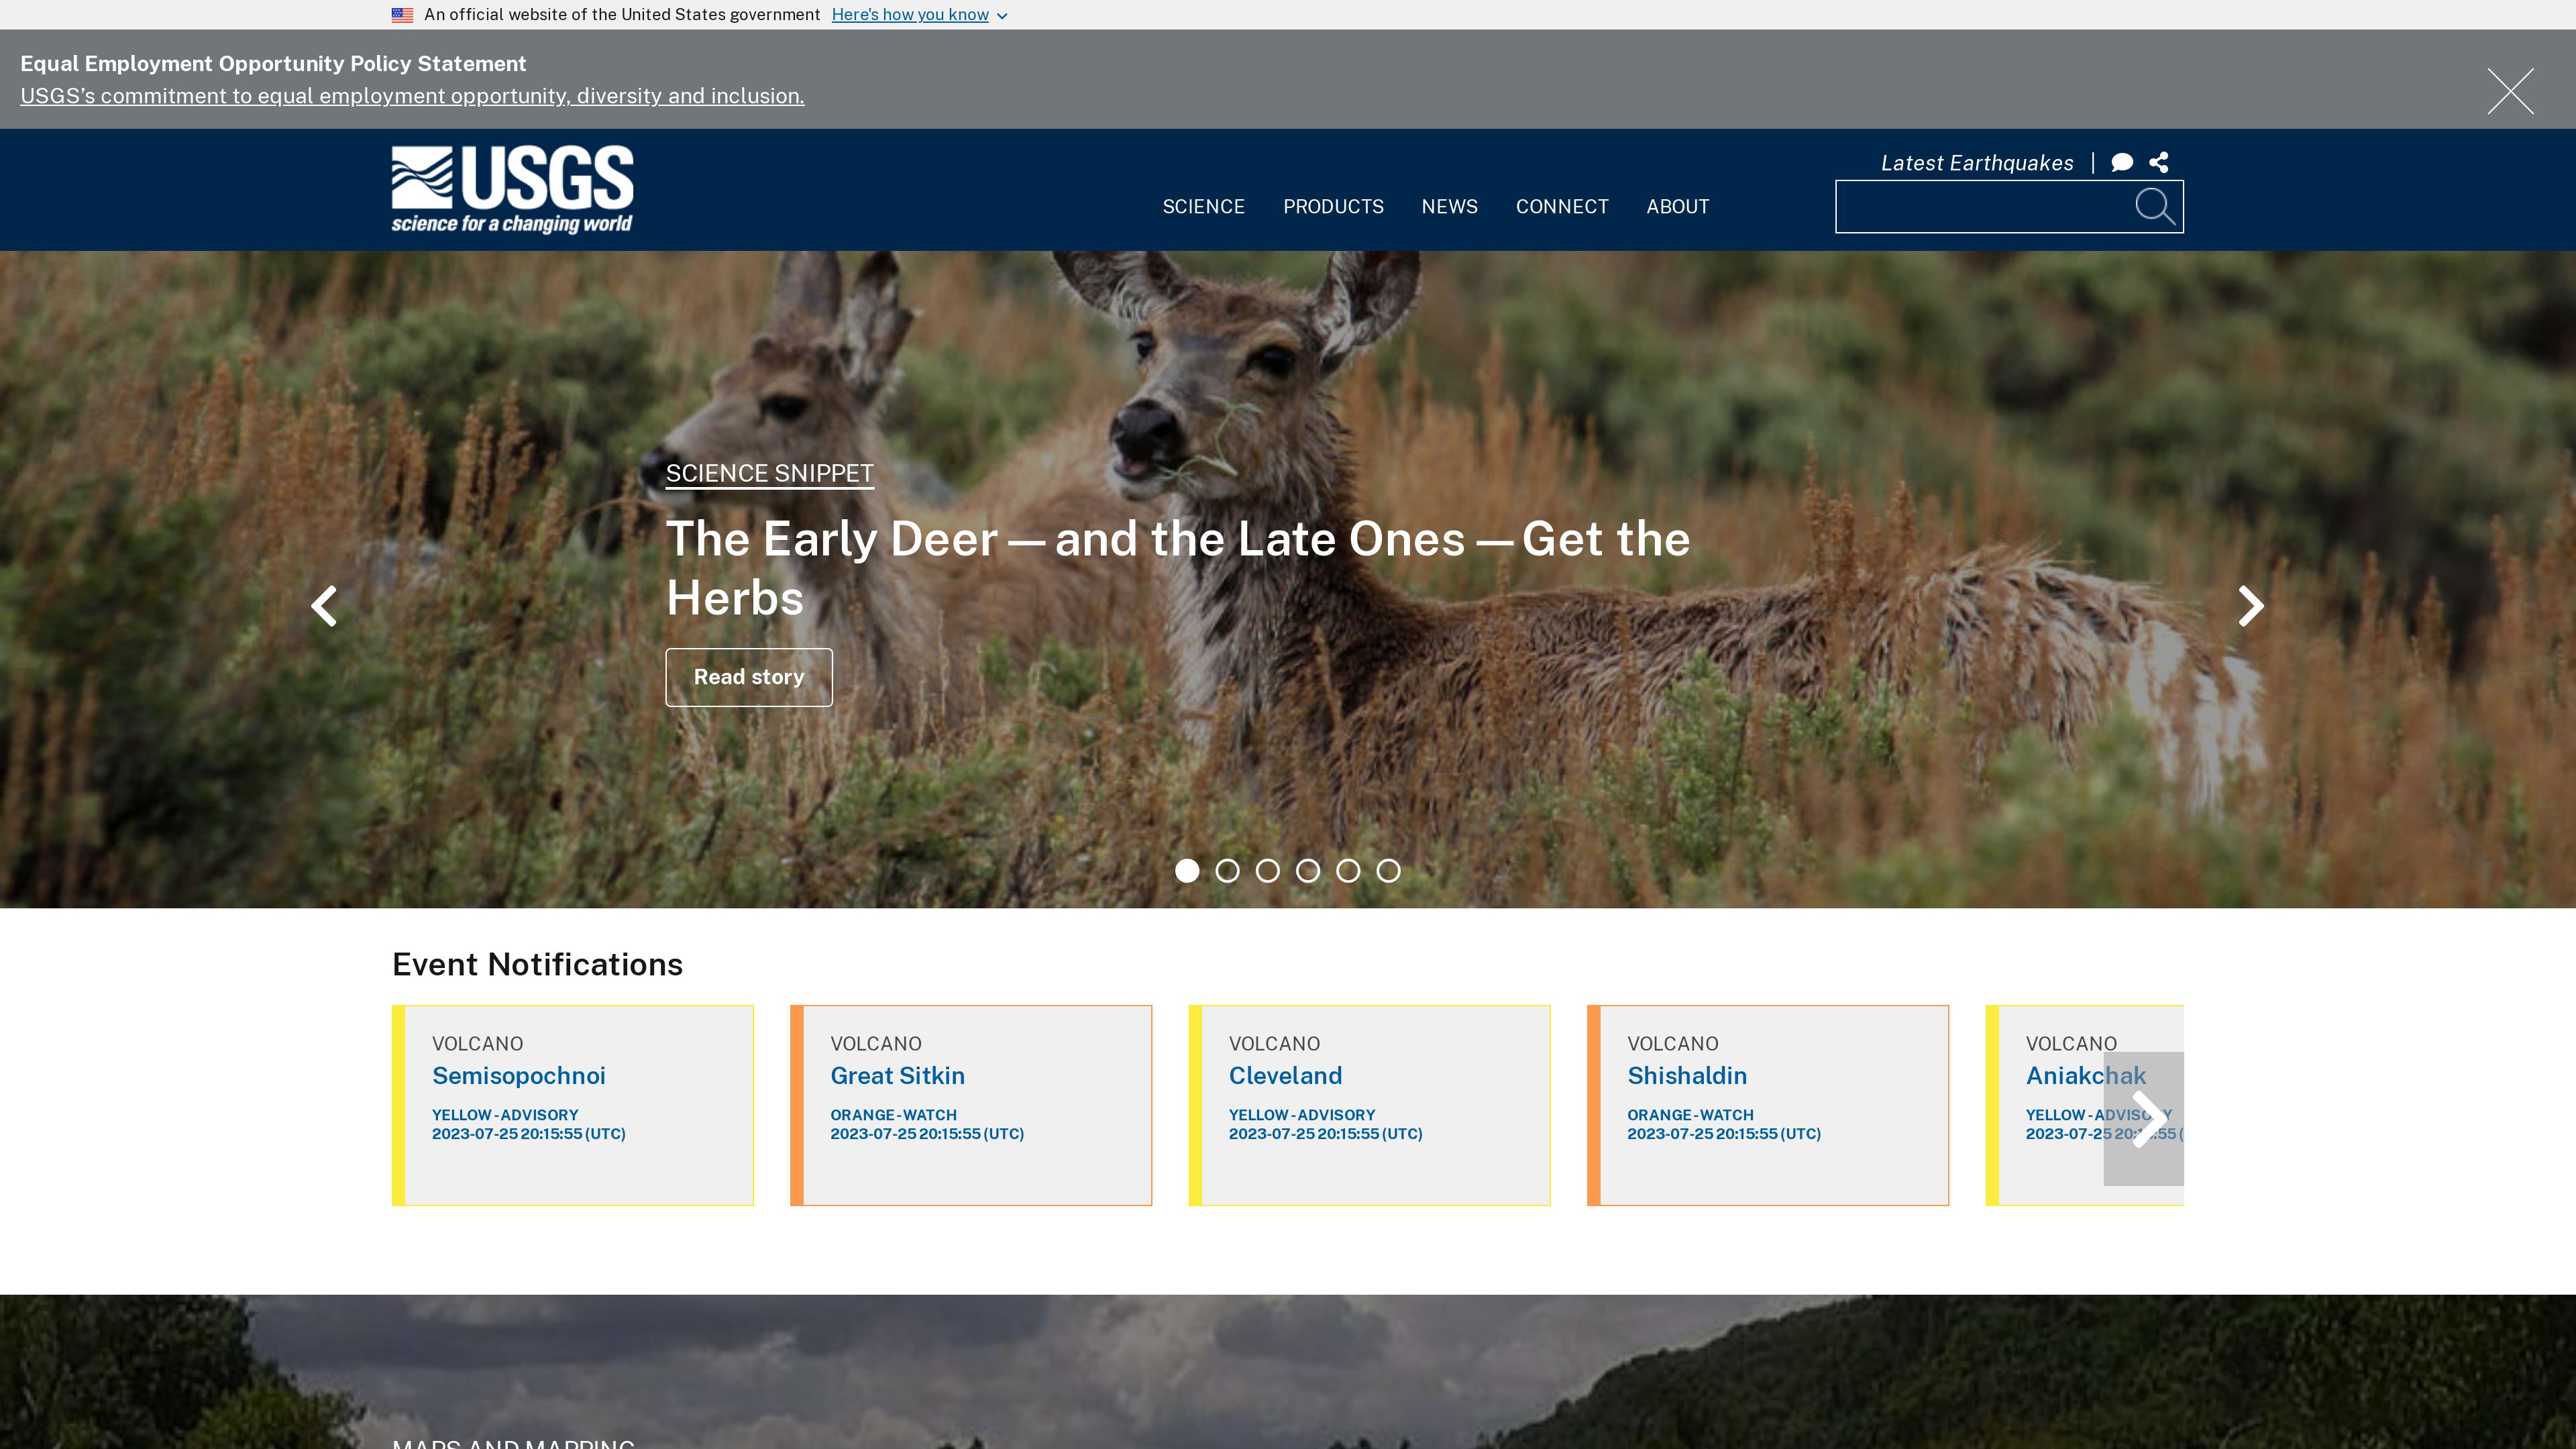 An official website of the United States government Here's how you know
Equal Employment Opportunity Policy Statement
USGS's commitment to equal employment opportunity, diversity and inclusion.
USGS
science for a changing world
Latest Earthquakes |
SCIENCE PRODUCTS NEWS CONNECT ABOUT
SCIENCE SNIPPET
The Early Deer — and the Late Ones — Get the
Herbs
Read story
Event Notifications
VOLCANO
Semisopochnoi
YELLOW - ADVISORY
2023-07-25 20:15:55 (UTC)
VOLCANO
Great Sitkin
ORANGE - WATCH
2023-07-25 20:15:55 (UTC)
VOLCANO
Cleveland
YELLOW - ADVISORY
2023-07-25 20:15:55 (UTC)
VOLCANO
Shishaldin
ORANGE - WATCH
2023-07-25 20:15:55 (UTC)
VOLCANO
Aniakchak
YELLOW - ADVISORY
2023-07-25 20:15:55 (
MAPS AND MAPPING